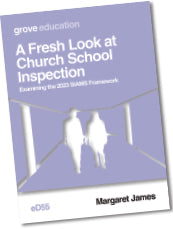 grove education
A Fresh Look at
Church School
Inspection
Examining the 2023 SIAMS Framework
eD55
Margaret James